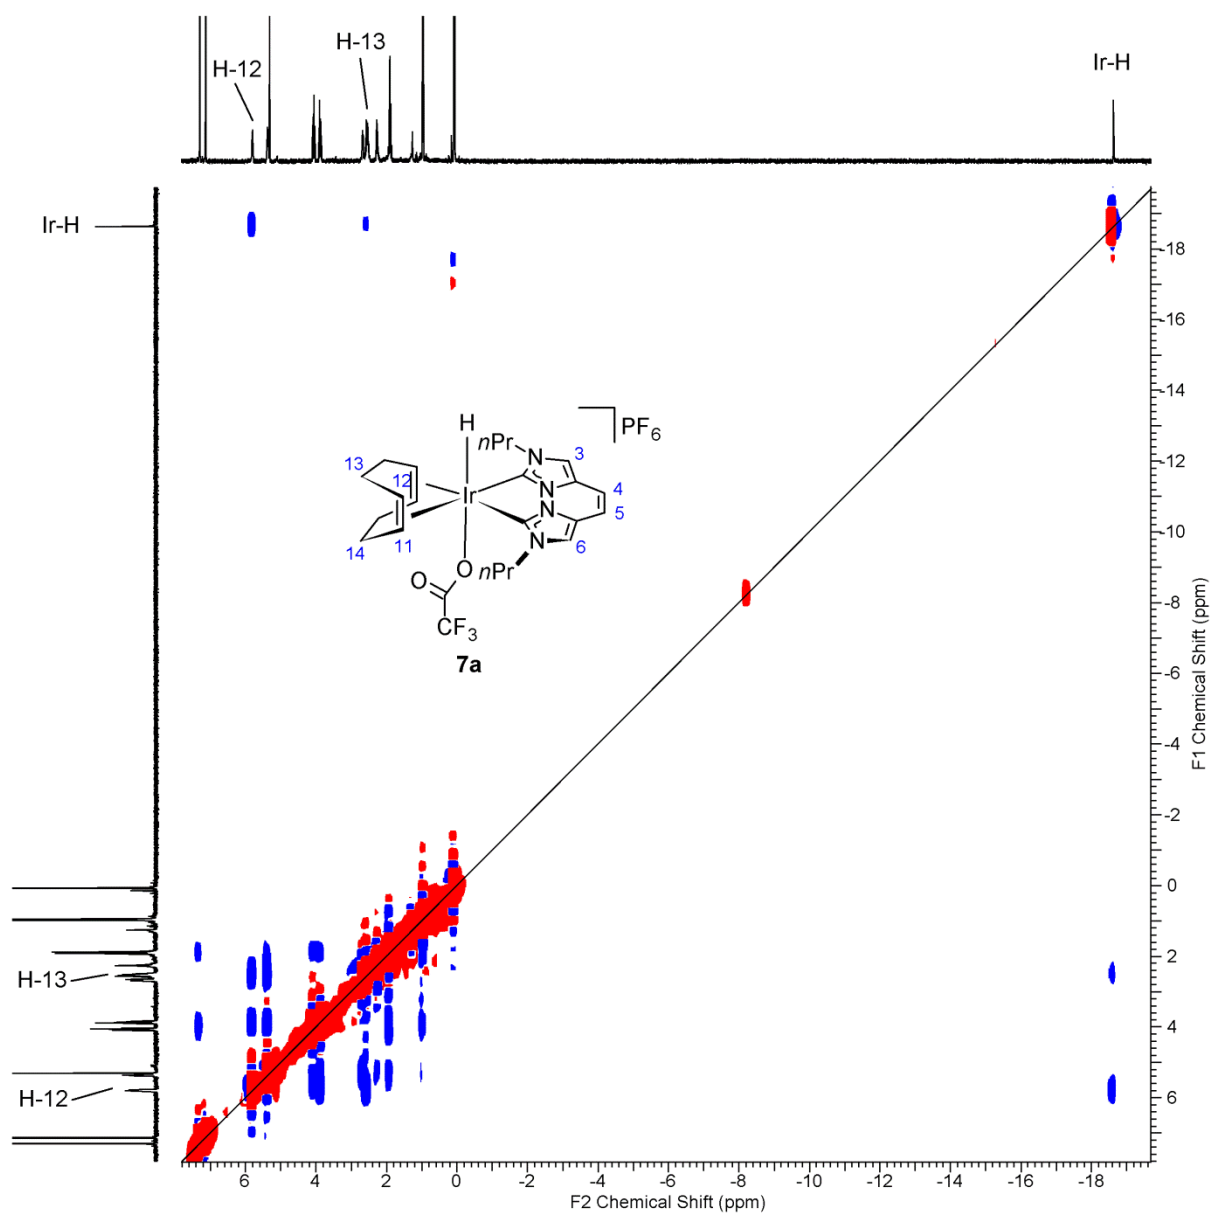 H-12
H-13
Ir-H
Ir-H
H
nPr
N
3
PF6
13
12
Ir
N
4
N
5
14
11
O
N
6
nPr
O
CF3
7a
H-13
H-12
-18
-16
-14
-12
-10
-8
-6
-4
-2
0
2
4
6
F1 Chemical Shift (ppm)
6 4 2 0 -2 -4 -6 -8 -10 -12 -14 -16 -18
F2 Chemical Shift (ppm)